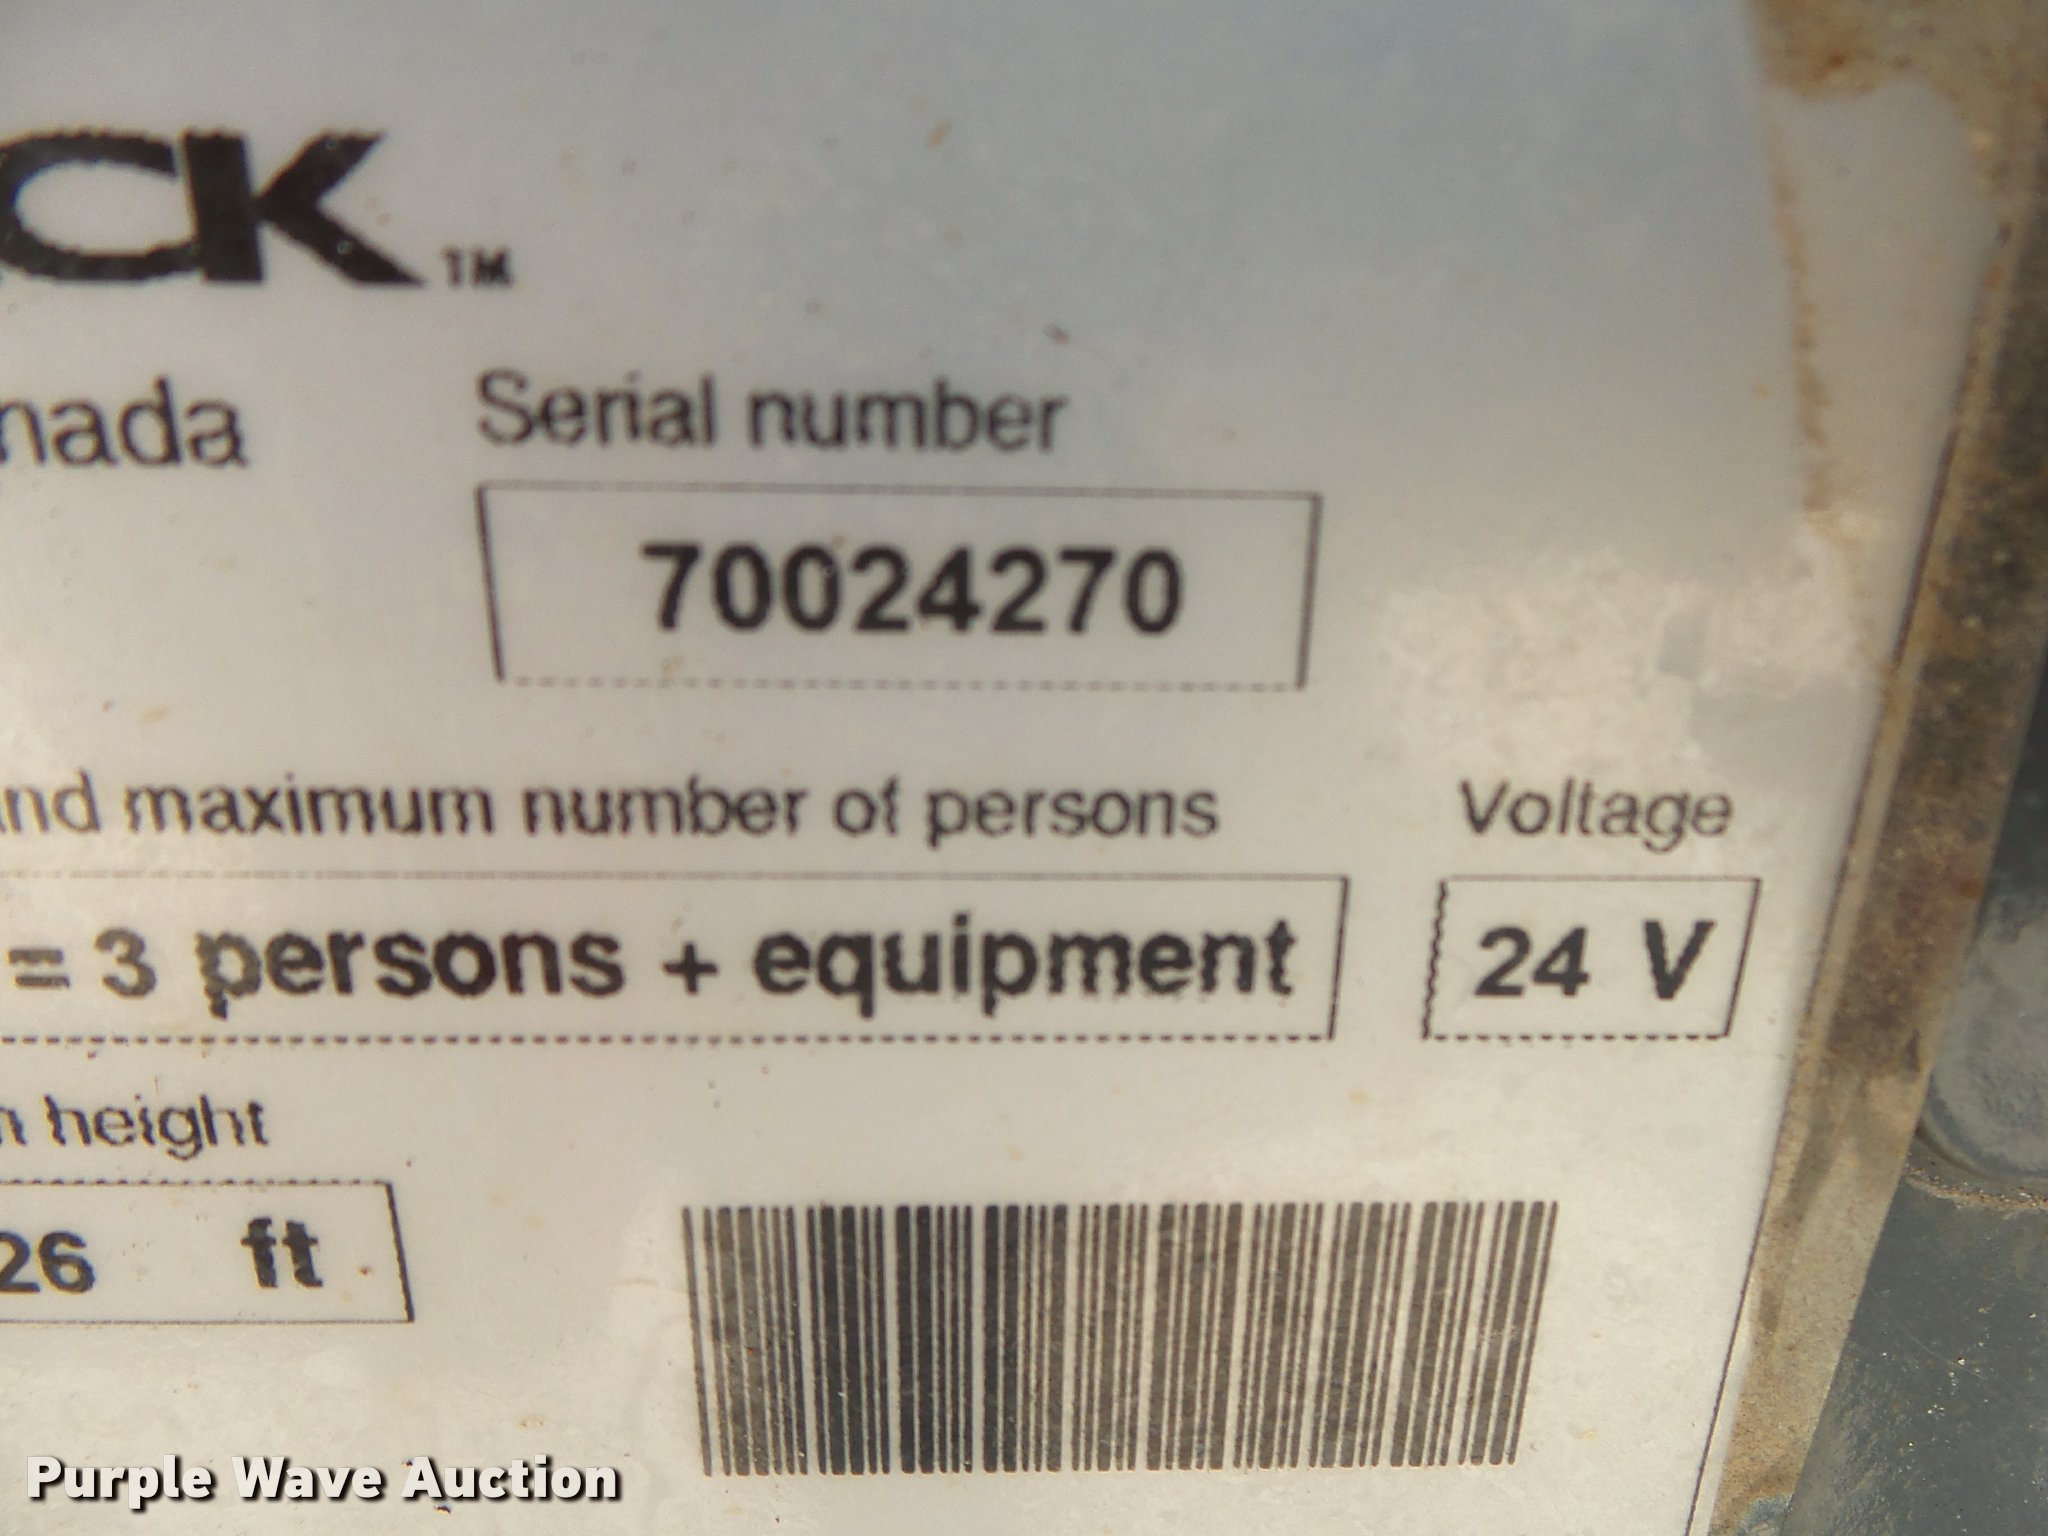 CK™
nada
Serial number
70024270
nd maximum number of persons
Voltage
= 3 persons + equipment
24 V
height
26 ft
Purple Wave Auction